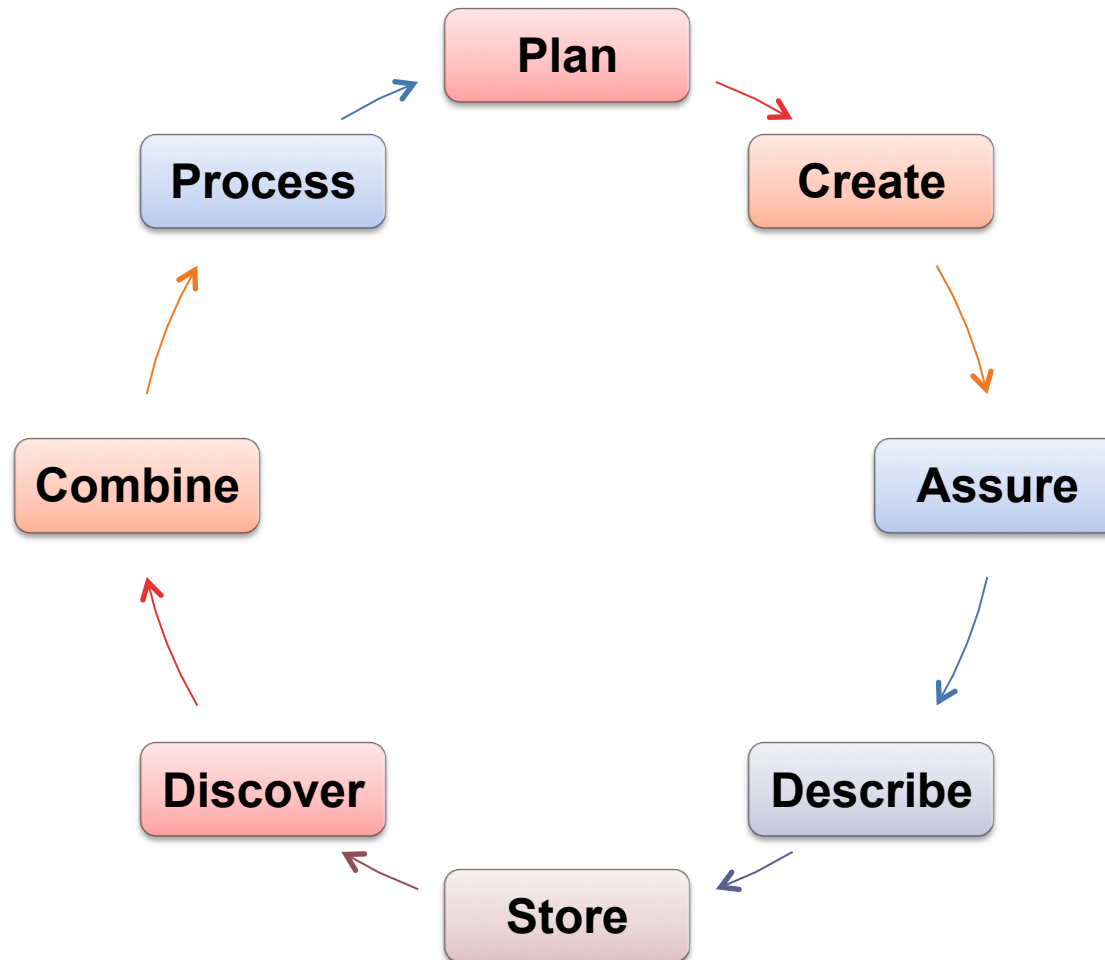 Plan
Create
Assure
Describe
Store
Discover
Combine
Process